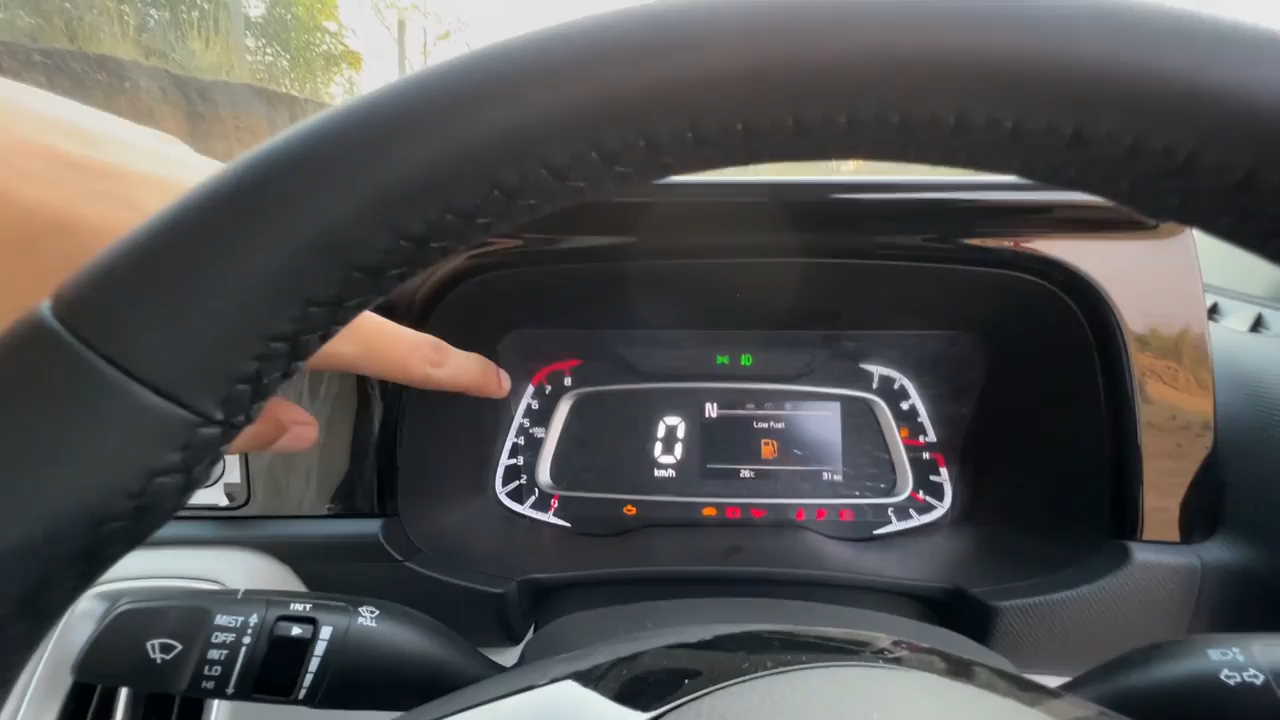 8
7
6
5
4
3
2
1
0
x1000
rpm
0
km/h
N
Low fuel
26℃
31 km
E
H
C
INT
PULL
MIST
OFF
INT
LO
HI